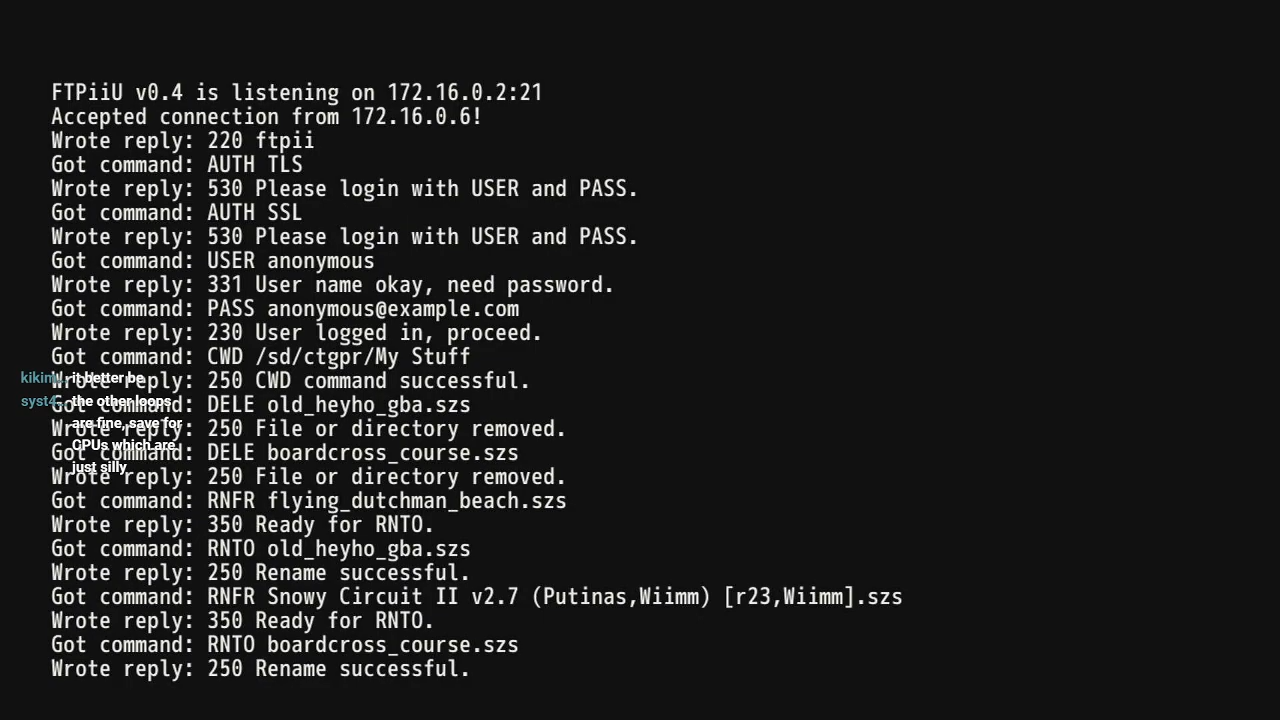 FTPiiU v0.4 is listening on 172.16.0.2:21
Accepted connection from 172.16.0.6!
Wrote reply: 220 ftpii
Got command: AUTH TLS
Wrote reply: 530 Please login with USER and PASS.
Got command: AUTH SSL
Wrote reply: 530 Please login with USER and PASS.
Got command: USER anonymous
Wrote reply: 331 User name okay, need password.
Got command: PASS anonymous@example.com
Wrote reply: 230 User logged in, proceed.
Got command: CWD /sd/ctgpr/My Stuff
Wrote reply: 250 CWD command successful.
Got command: DELE old_heyho_gba.szs
Wrote reply: 250 File or directory removed.
Got command: DELE boardcross_course.szs
Wrote reply: 250 File or directory removed.
Got command: RNFR flying_dutchman_beach.szs
Wrote reply: 350 Ready for RNTO.
Got command: RNTO old_heyho_gba.szs
Wrote reply: 250 Rename successful.
Got command: RNFR Snowy Circuit II v2.7 (Putinas,Wiimm) [r23,Wiimm].szs
Wrote reply: 350 Ready for RNTO.
Got command: RNTO boardcross_course.szs
Wrote reply: 250 Rename successful.
it better be
the other loops
are fine, save for
CPUs which are
just silly